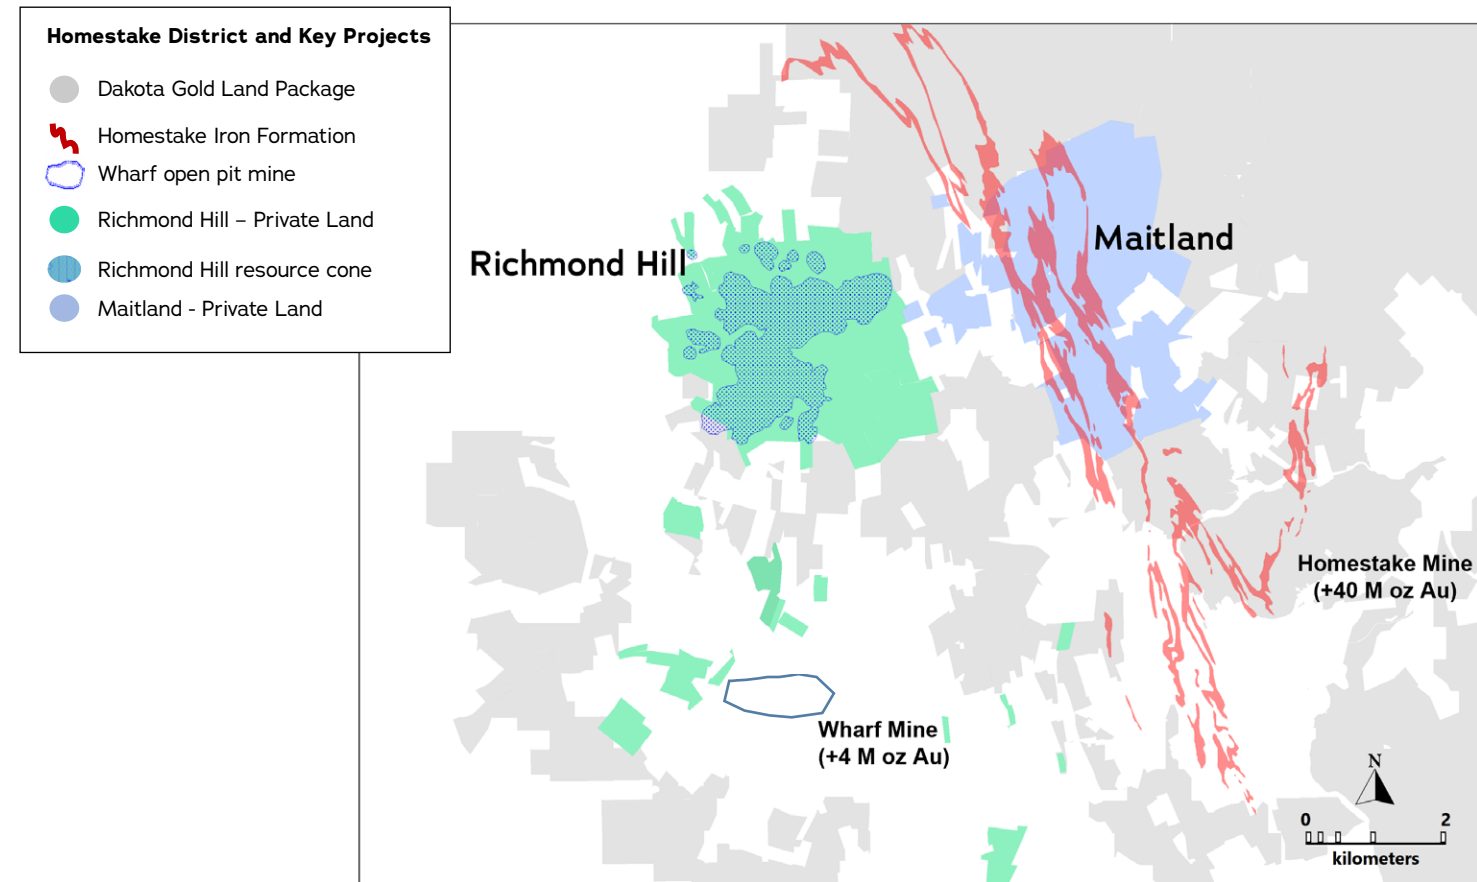 Homestake District and Key Projects
Dakota Gold Land Package
Homestake Iron Formation
Wharf open pit mine
Richmond Hill – Private Land
Richmond Hill resource cone
Maitland - Private Land
Richmond Hill
Maitland
Homestake Mine
(+40 M oz Au)
Wharf Mine
(+4 M oz Au)
N
0 2
kilometers